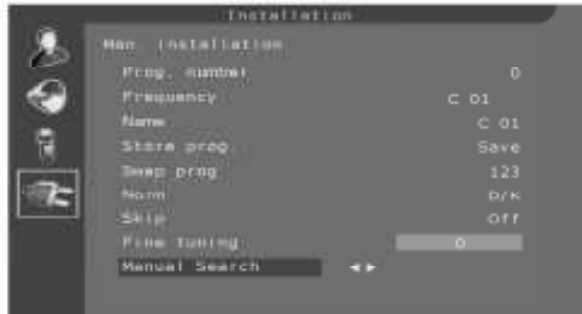 Installation
Man. Installation
Prog. number 0
Frequency C 01
Name C 01
Store prog. Save
Swap prog. 123
Norm D/K
Skip Off
Fine tuning 0
Manual Search ◄ ►